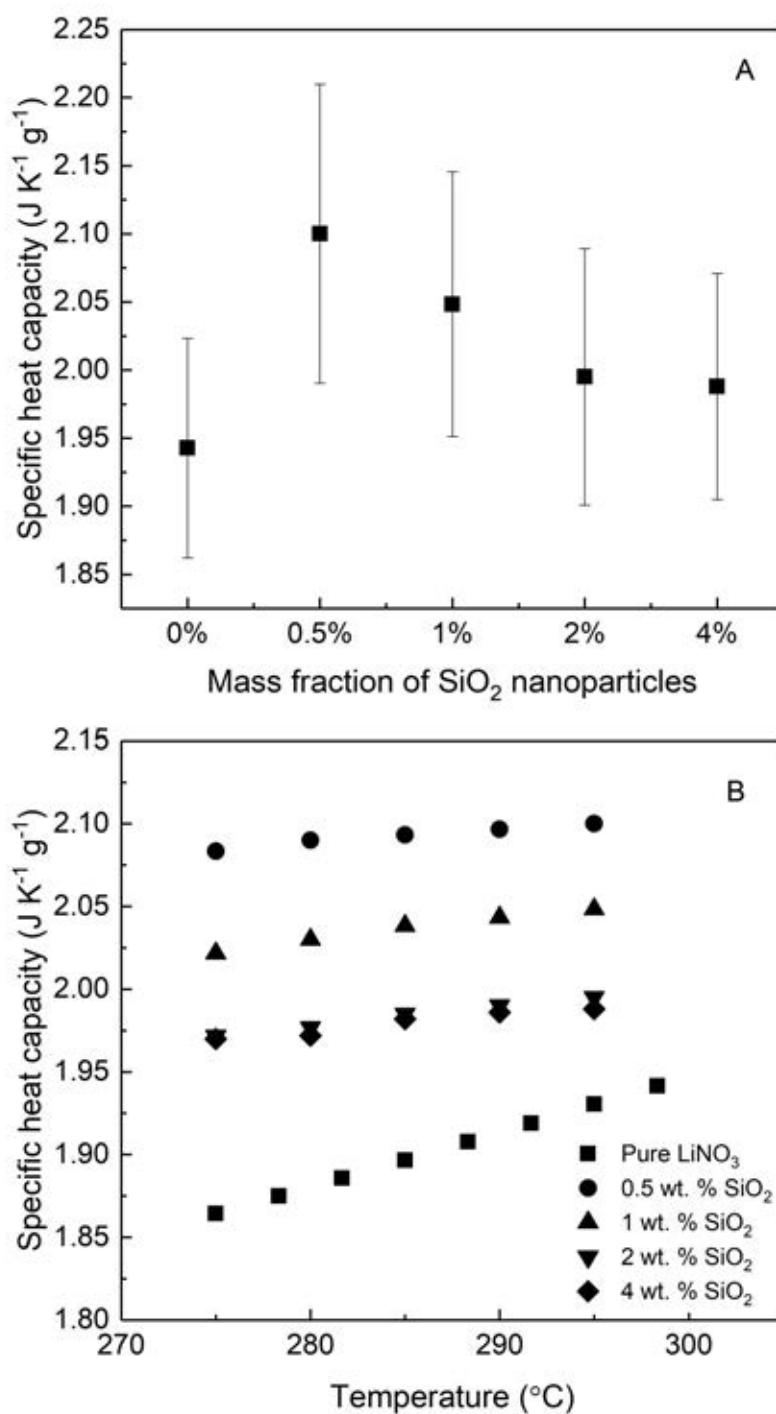 A
Specific heat capacity (J K⁻¹ g⁻¹)
2.25
2.20
2.15
2.10
2.05
2.00
1.95
1.90
1.85
0% 0.5% 1% 2% 4%
Mass fraction of SiO₂ nanoparticles
B
Specific heat capacity (J K⁻¹ g⁻¹)
2.15
2.10
2.05
2.00
1.95
1.90
1.85
1.80
Pure LiNO₃
0.5 wt. % SiO₂
1 wt. % SiO₂
2 wt. % SiO₂
4 wt. % SiO₂
270 280 290 300
Temperature (°C)